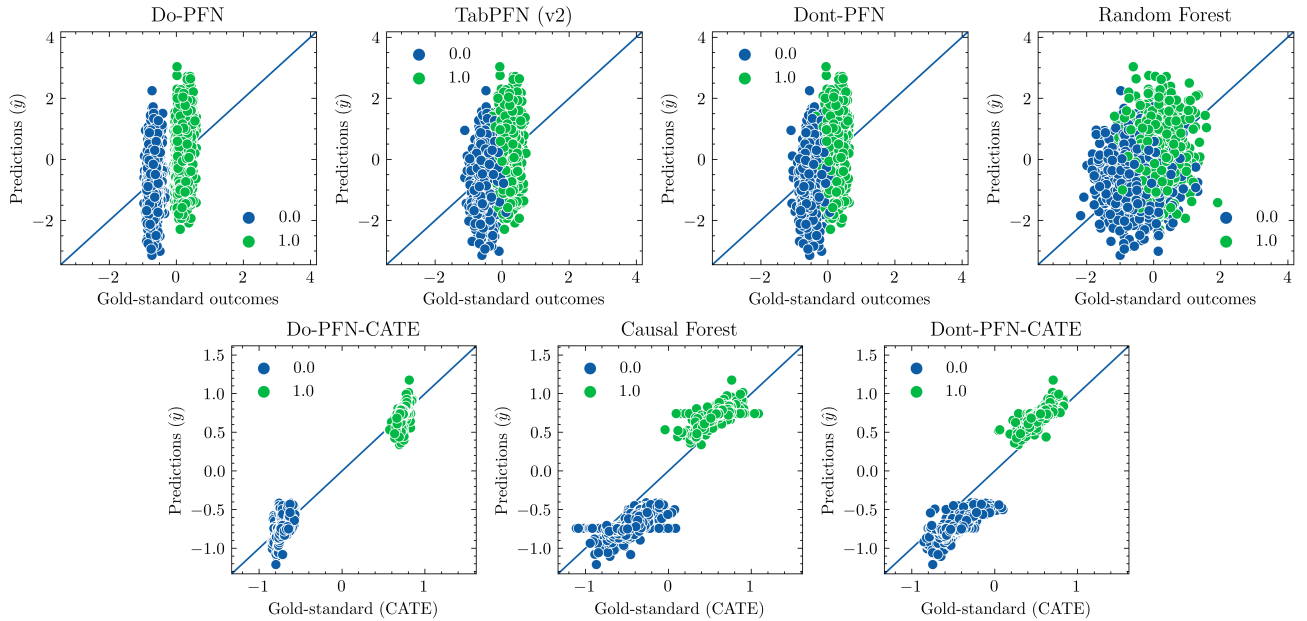 Do-PFN
TabPFN (v2)
Dont-PFN
Random Forest
4
2
0
−2
Predictions (ŷ)
0.0
1.0
−2 0 2 4
Gold-standard outcomes
4
2
0
−2
Predictions (ŷ)
0.0
1.0
−2 0 2 4
Gold-standard outcomes
4
2
0
−2
Predictions (ŷ)
0.0
1.0
−2 0 2 4
Gold-standard outcomes
4
2
0
−2
Predictions (ŷ)
0.0
1.0
−2 0 2 4
Gold-standard outcomes
Do-PFN-CATE
Causal Forest
Dont-PFN-CATE
1.5
1.0
0.5
0.0
−0.5
−1.0
Predictions (ŷ)
0.0
1.0
−1 0 1
Gold-standard (CATE)
1.5
1.0
0.5
0.0
−0.5
−1.0
Predictions (ŷ)
0.0
1.0
−1 0 1
Gold-standard (CATE)
1.5
1.0
0.5
0.0
−0.5
−1.0
Predictions (ŷ)
0.0
1.0
−1 0 1
Gold-standard (CATE)